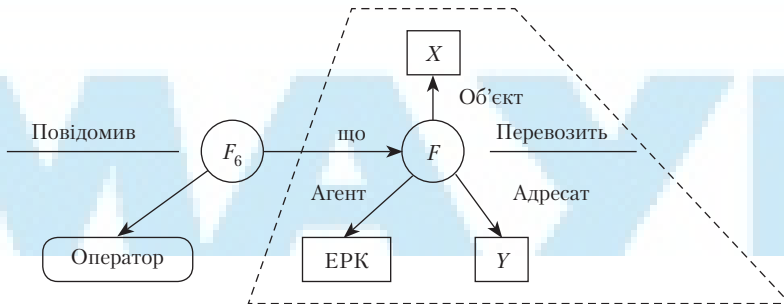 X
Об’єкт
Повідомив
F6
що
F
Перевозить
Агент
Адресат
Оператор
ЕРК
Y